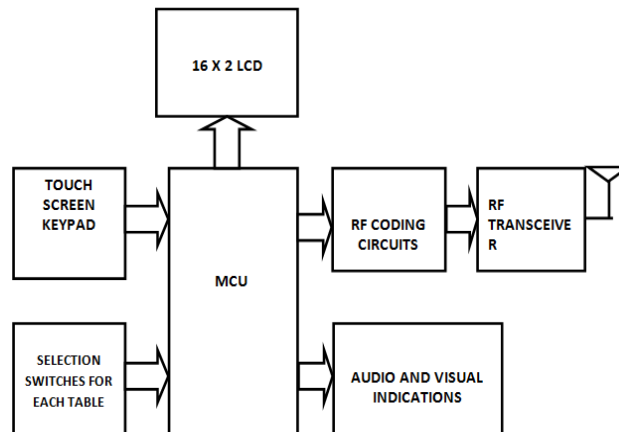 16 X 2 LCD
TOUCH
SCREEN
KEYPAD
MCU
RF CODING
CIRCUITS
RF
TRANSCEIVE
R
SELECTION
SWITCHES FOR
EACH TABLE
AUDIO AND VISUAL
INDICATIONS